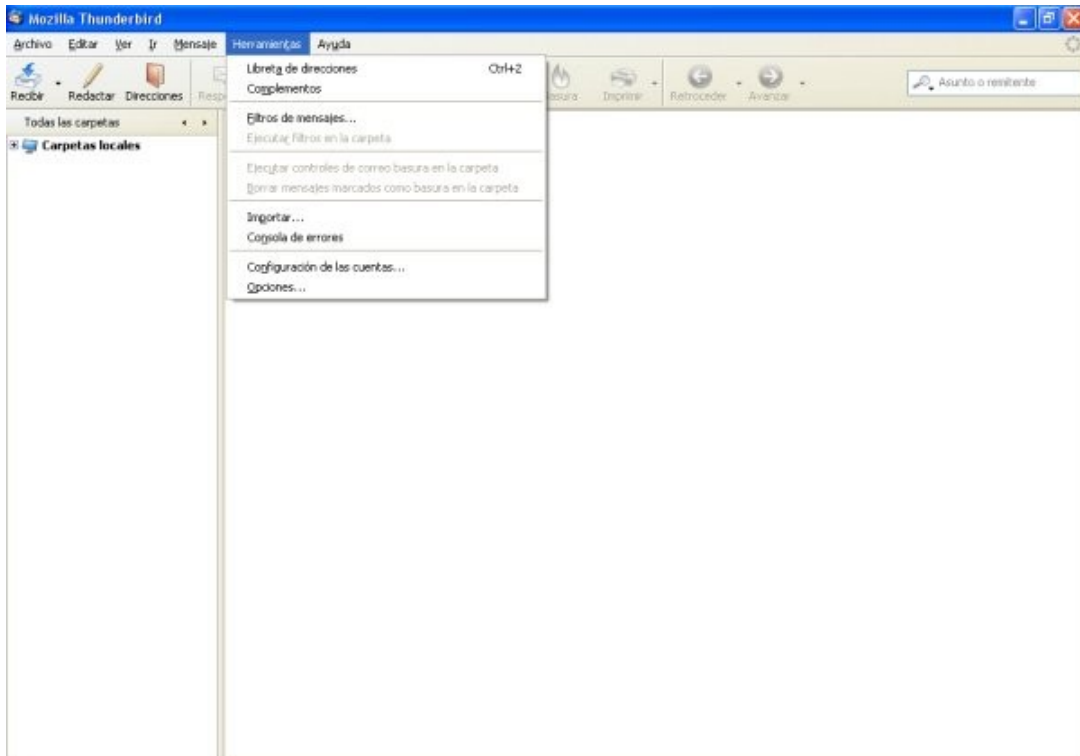 Mozilla Thunderbird
Archivo Editar Ver Ir Mensaje Herramientas Ayuda
Recibir Redactar Direcciones Imprimir Retroceder Avanzar Asunto o remitente
Todas las carpetas
Carpetas locales
Libreta de direcciones Ctrl+2
Complementos
Filtros de mensajes...
Ejecutar filtros en la carpeta
Ejecutar controles de correo basura en la carpeta
Borrar mensajes marcados como basura en la carpeta
Importar...
Consola de errores
Configuración de las cuentas...
Opciones...